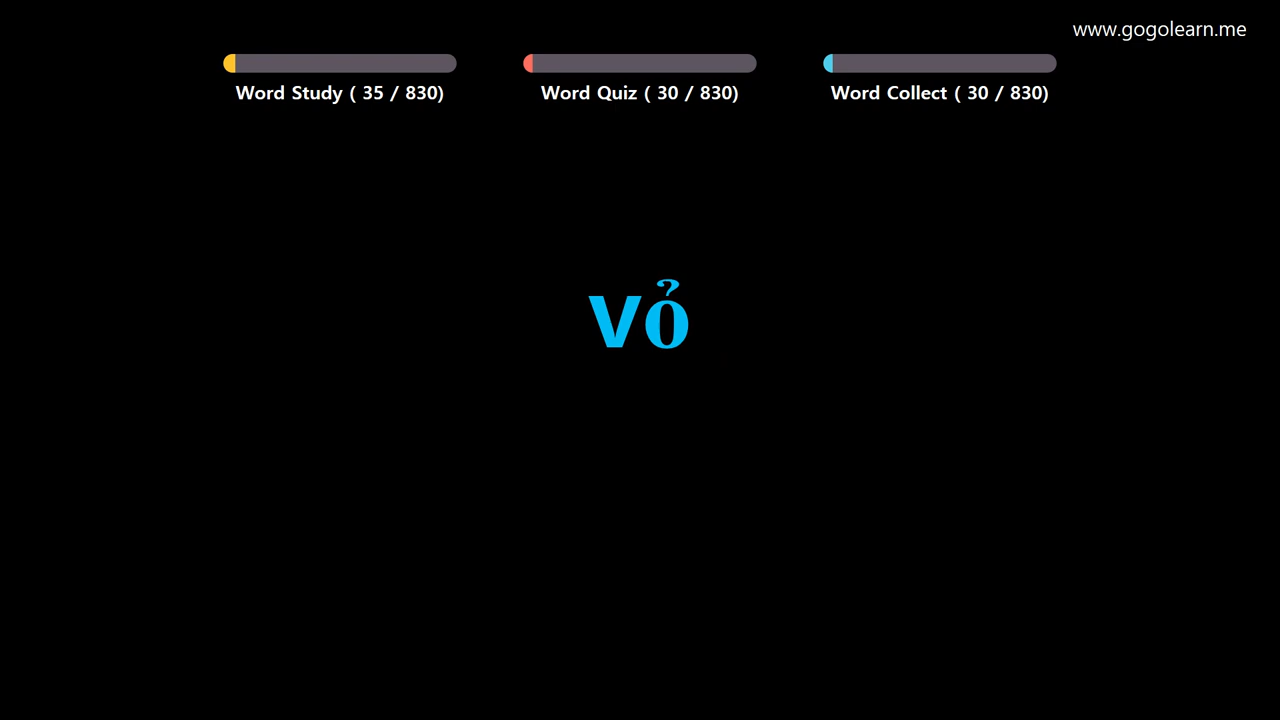 www.gogolearn.me
Word Study ( 35 / 830)
Word Quiz ( 30 / 830)
Word Collect ( 30 / 830)
vỏ